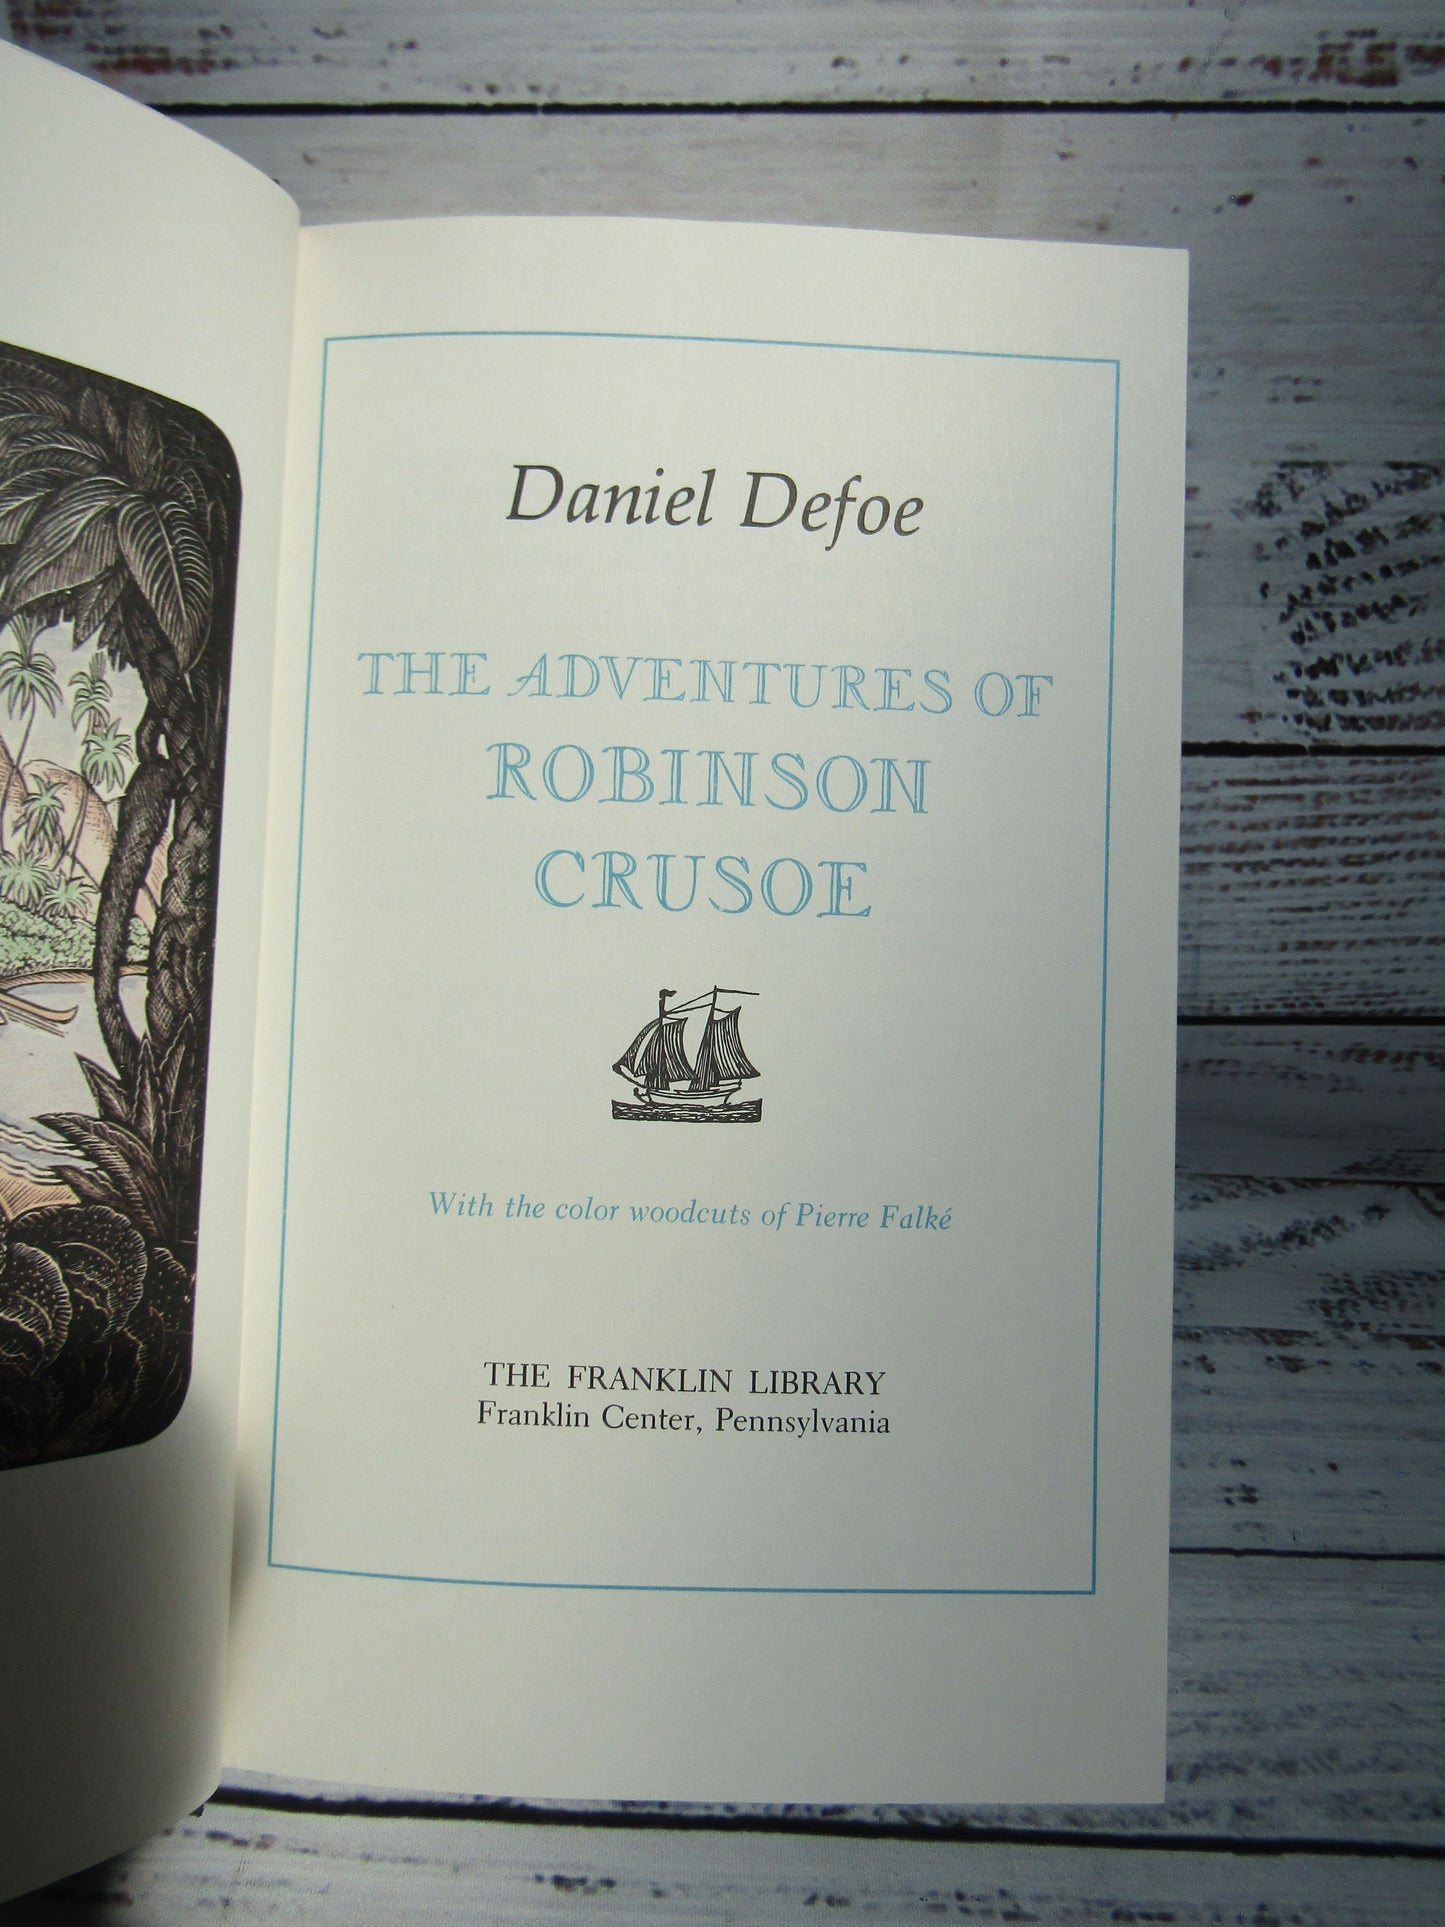 Daniel Defoe
THE ADVENTURES OF
ROBINSON
CRUSOE
With the color woodcuts of Pierre Falké
THE FRANKLIN LIBRARY
Franklin Center, Pennsylvania